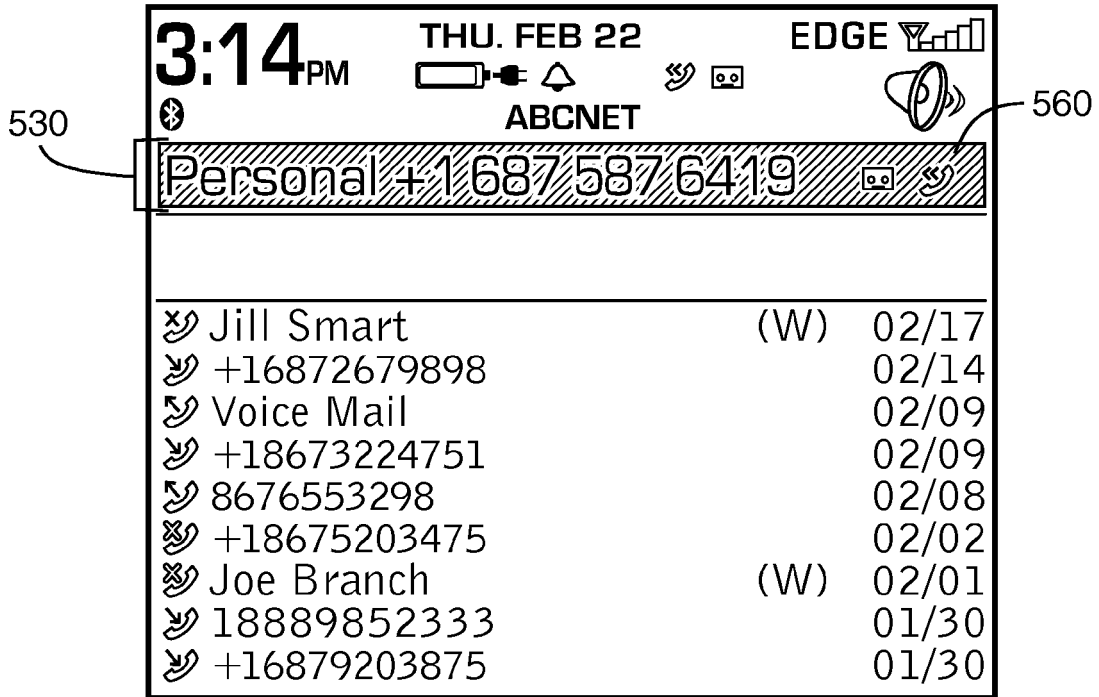 3:14PM THU. FEB 22 EDGE
ABCNET
530
560
Personal +1 687 587 6419
Jill Smart (W) 02/17
+16872679898 02/14
Voice Mail 02/09
+18673224751 02/09
8676553298 02/08
+18675203475 02/02
Joe Branch (W) 02/01
18889852333 01/30
+16879203875 01/30